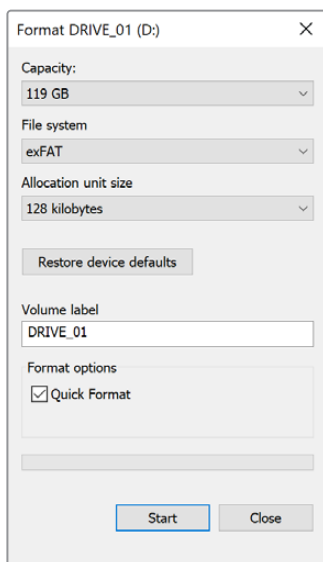 Format DRIVE_01 (D:)
Capacity:
119 GB
File system
exFAT
Allocation unit size
128 kilobytes
Restore device defaults
Volume label
DRIVE_01
Format options
Quick Format
Start Close